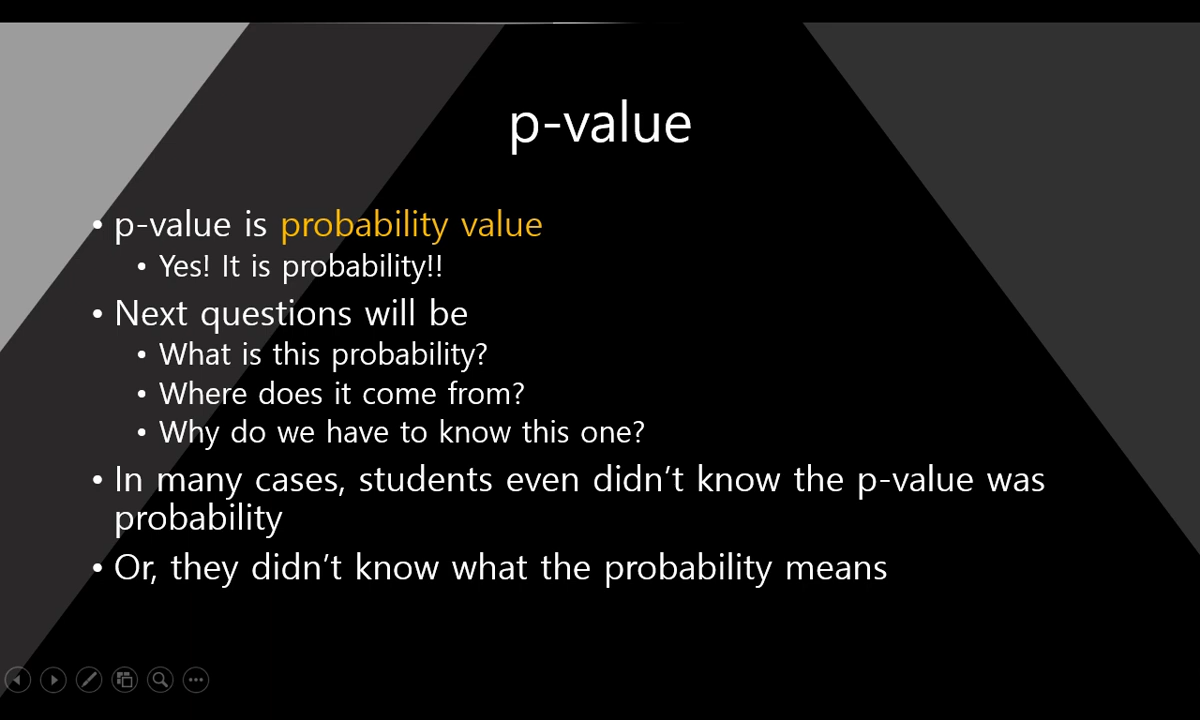 p-value
• p-value is probability value
• Yes! It is probability!!
• Next questions will be
• What is this probability?
• Where does it come from?
• Why do we have to know this one?
• In many cases, students even didn’t know the p-value was
probability
• Or, they didn’t know what the probability means